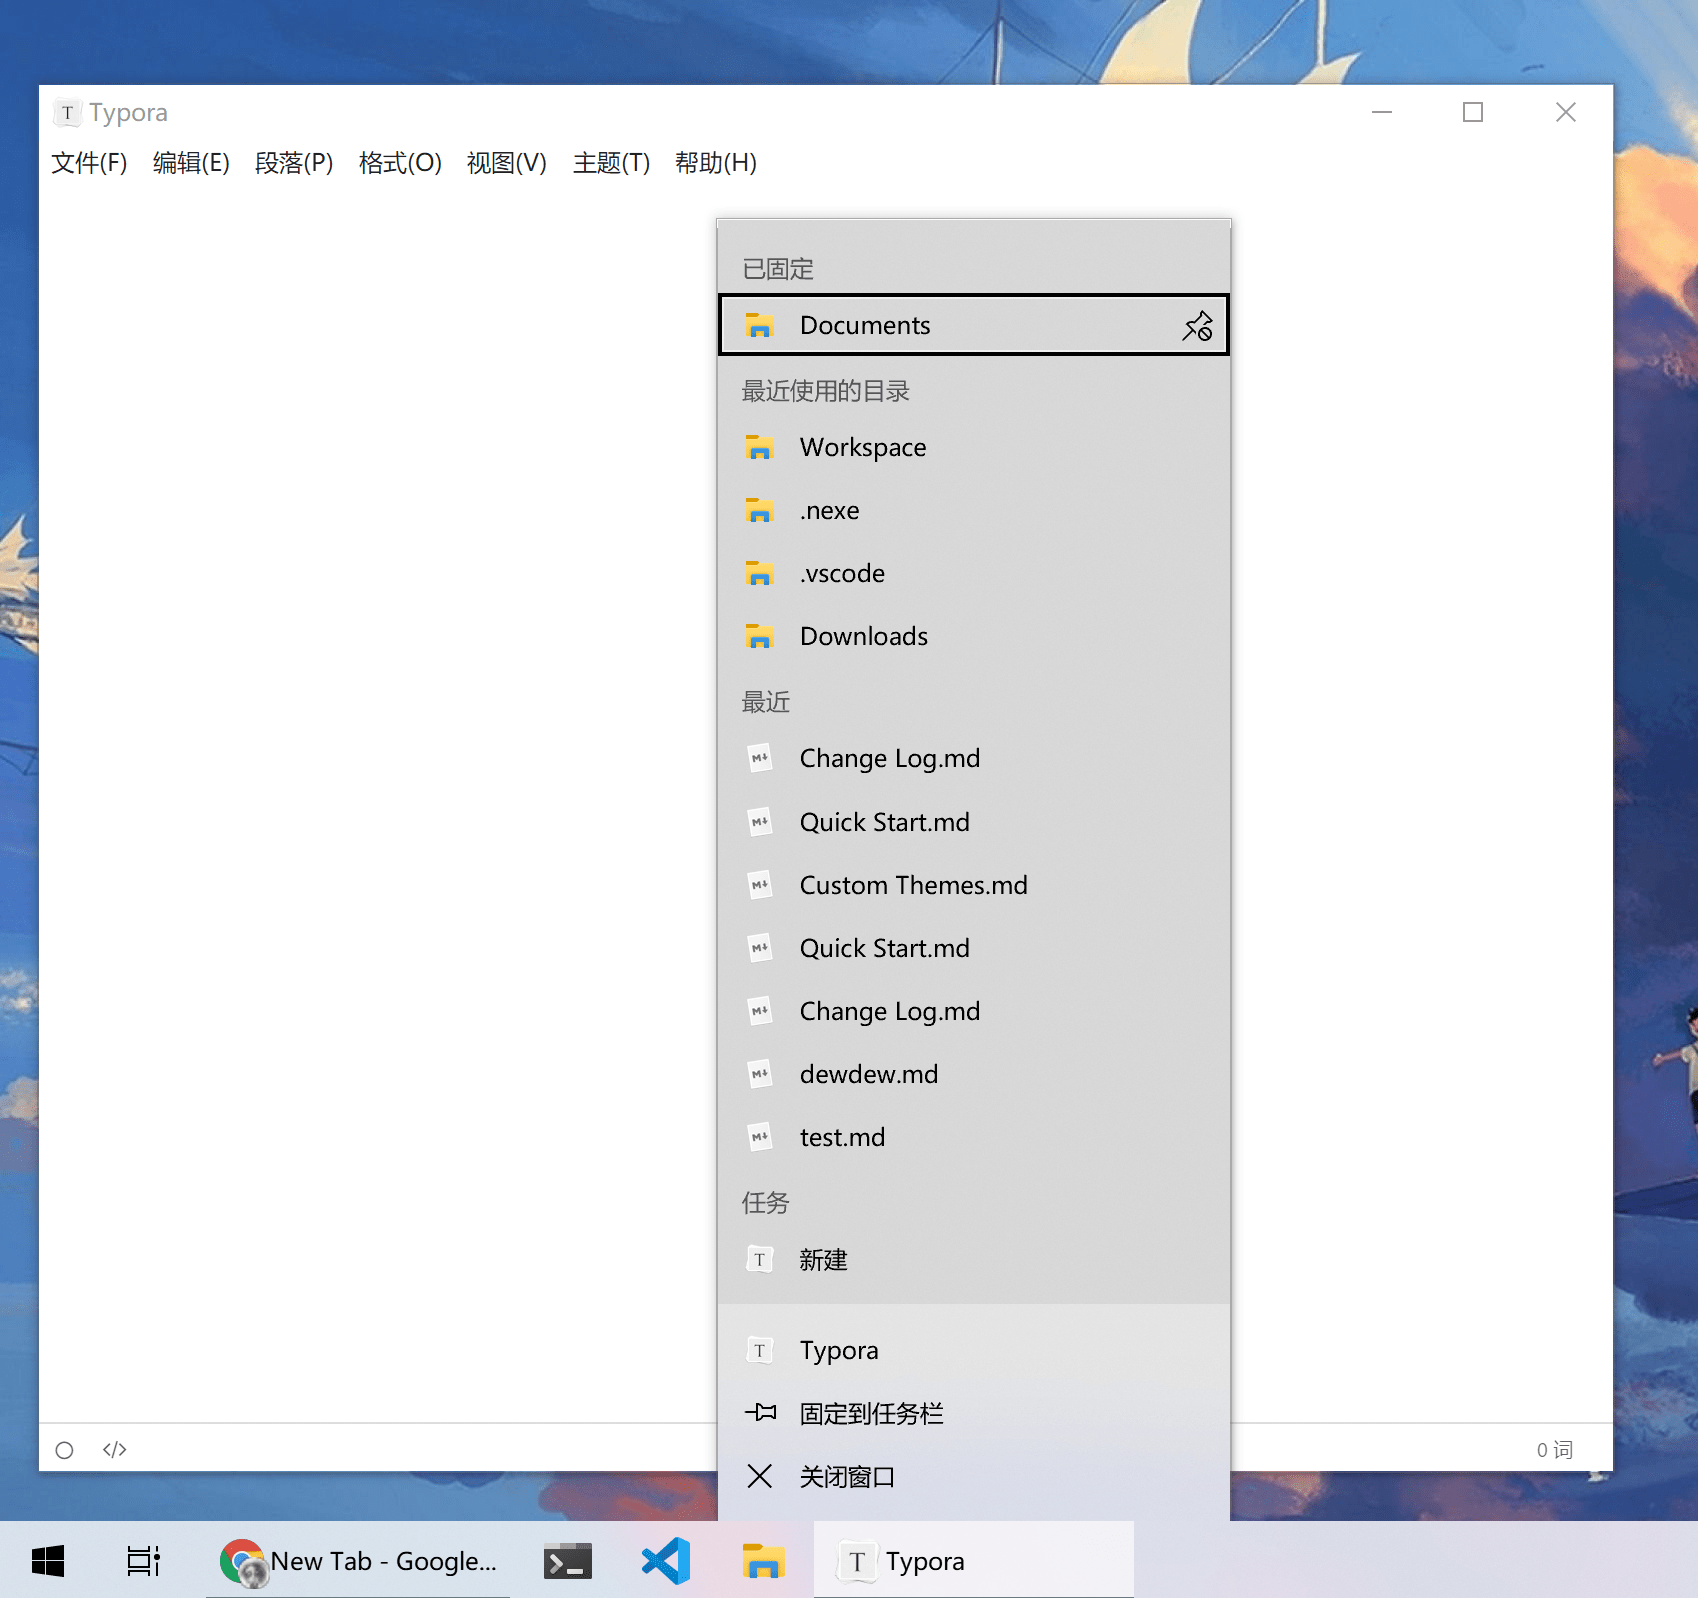 Typora
文件(F) 编辑(E) 段落(P) 格式(O) 视图(V) 主题(T) 帮助(H)
已固定
Documents
最近使用的目录
Workspace
.nexe
.vscode
Downloads
最近
Change Log.md
Quick Start.md
Custom Themes.md
Quick Start.md
Change Log.md
dewdew.md
test.md
任务
新建
Typora
固定到任务栏
关闭窗口
</> 0 词
New Tab - Google... Typora